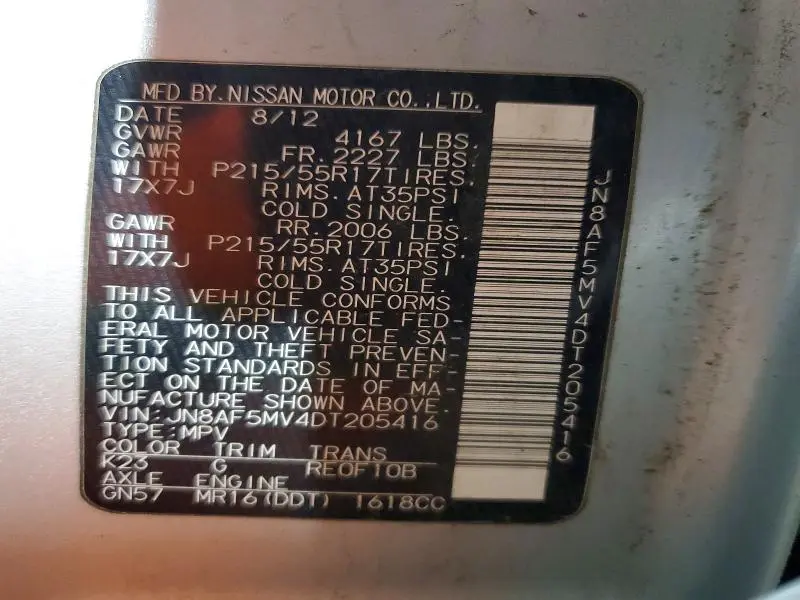 MFD BY.NISSAN MOTOR CO.,LTD.
DATE 8/12
GVWR 4167 LBS.
GAWR FR.2227 LBS.
WITH P215/55R17TIRES.
17X7J RIMS.AT35PSI
COLD SINGLE.
GAWR RR.2006 LBS.
WITH P215/55R17TIRES.
17X7J RIMS.AT35PSI
COLD SINGLE.
THIS VEHICLE CONFORMS
TO ALL APPLICABLE FED-
ERAL MOTOR VEHICLE SA-
FETY AND THEFT PREVEN-
TION STANDARDS IN EFF-
ECT ON THE DATE OF MA-
NUFACTURE SHOWN ABOVE.
VIN:JN8AF5MV4DT205416
TYPE:MPV
COLOR TRIM TRANS
K23 G RE0F10B
AXLE ENGINE
GN57 MR16(DDT) 1618CC
JN8AF5MV4DT205416